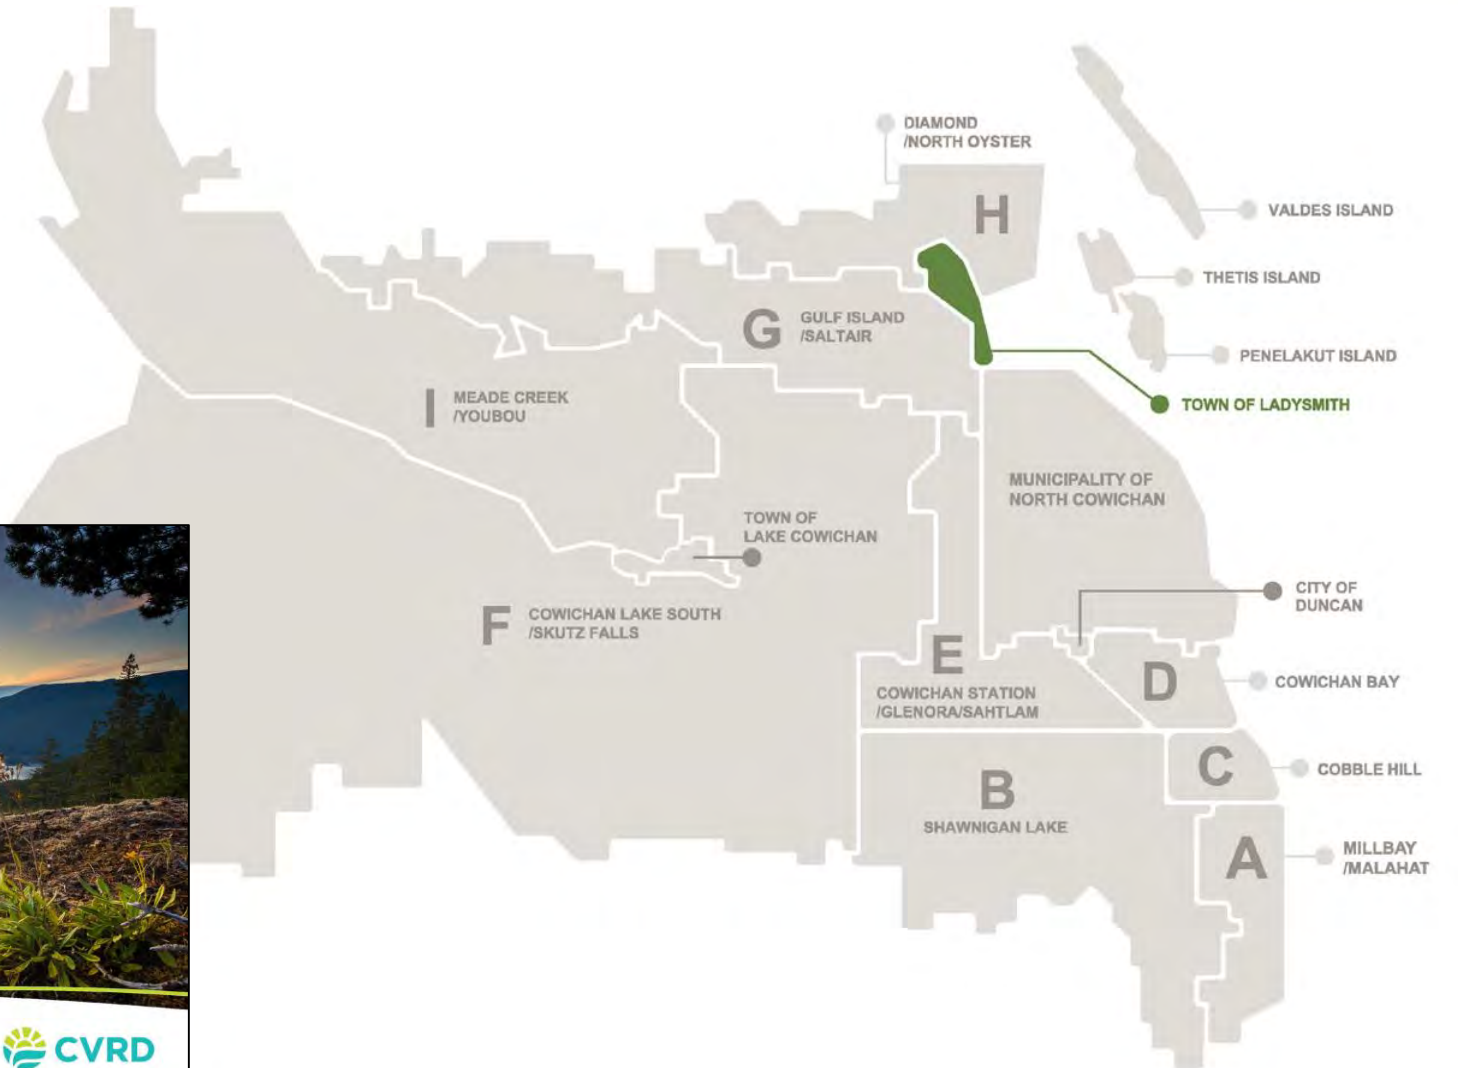 DIAMOND
/NORTH OYSTER
H
VALDES ISLAND
THETIS ISLAND
G
GULF ISLAND
/SALTAIR
PENELAKUT ISLAND
I
MEADE CREEK
/YOUBOU
TOWN OF LADYSMITH
MUNICIPALITY OF
NORTH COWICHAN
TOWN OF
LAKE COWICHAN
CITY OF
DUNCAN
F
COWICHAN LAKE SOUTH
/SKUTZ FALLS
E
COWICHAN STATION
/GLENORA/SAHTLAM
D
COWICHAN BAY
C
COBBLE HILL
B
SHAWNIGAN LAKE
A
MILLBAY
/MALAHAT
CVRD